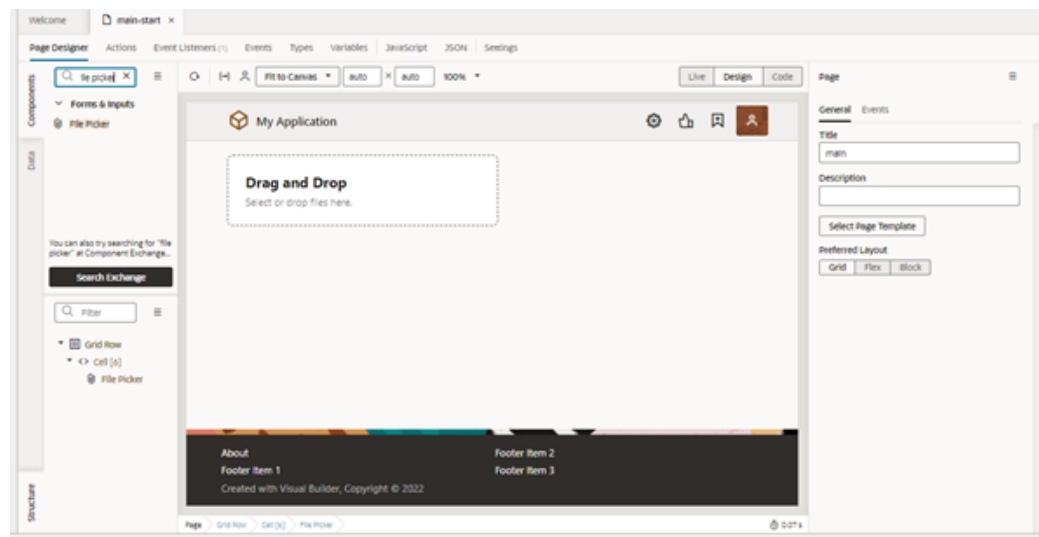 Welcome
main-start ×
Page Designer Actions Event Listeners (1) Events Types Variables JavaScript JSON Settings
Components
Data
Structure
file picker ×
Forms & Inputs
File Picker
You can also try searching for "file
picker" at Component Exchange...
Search Exchange
Filter
Grid Row
Cell [6]
File Picker
Fit to Canvas auto × auto 100%
Live Design Code
My Application
Drag and Drop
Select or drop files here.
About
Footer Item 1
Footer Item 2
Footer Item 3
Created with Visual Builder, Copyright © 2022
Page Grid Row Cell [6] File Picker
0.07 s
Page
General Events
Title
main
Description
Select Page Template
Preferred Layout
Grid Flex Block